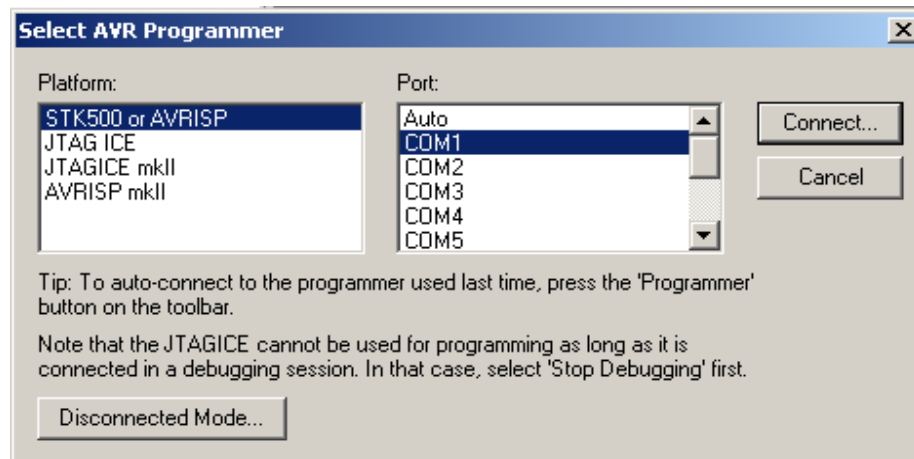 Select AVR Programmer
Platform:
STK500 or AVRISP
JTAG ICE
JTAGICE mkII
AVRISP mkII
Port:
Auto
COM1
COM2
COM3
COM4
COM5
Connect...
Cancel
Tip: To auto-connect to the programmer used last time, press the 'Programmer'
button on the toolbar.
Note that the JTAGICE cannot be used for programming as long as it is
connected in a debugging session. In that case, select 'Stop Debugging' first.
Disconnected Mode...